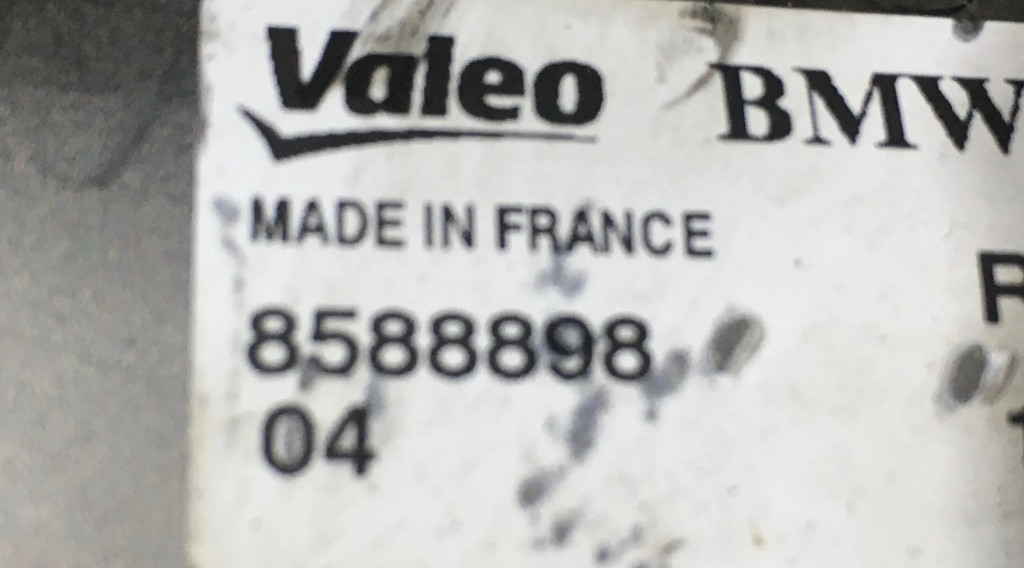 Valeo BMW
MADE IN FRANCE
R
8588898
04